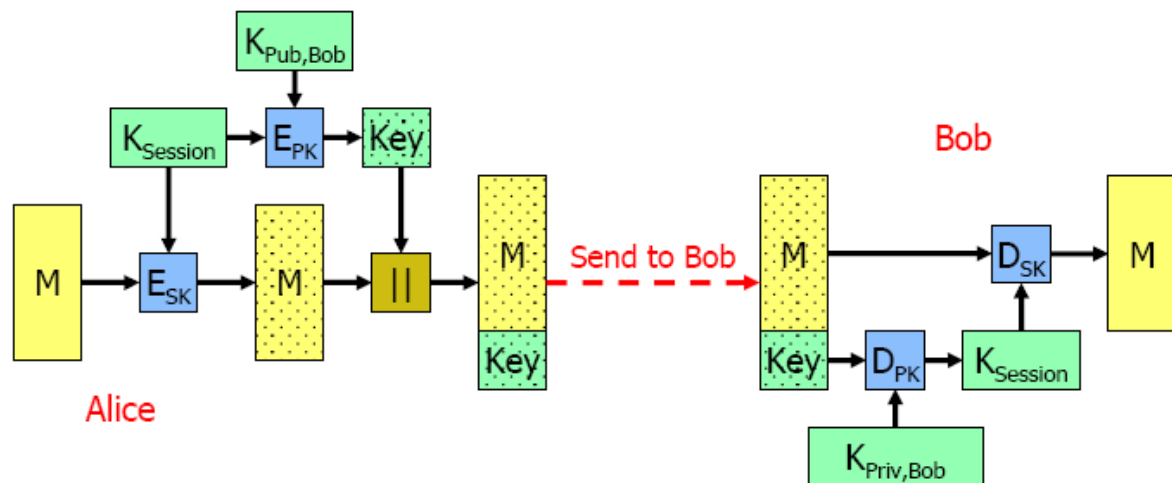 K_Pub,Bob
K_Session
E_PK
Key
Bob
M
E_SK
M
||
M
Send to Bob
M
D_SK
M
Key
Key
D_PK
K_Session
Alice
K_Priv,Bob